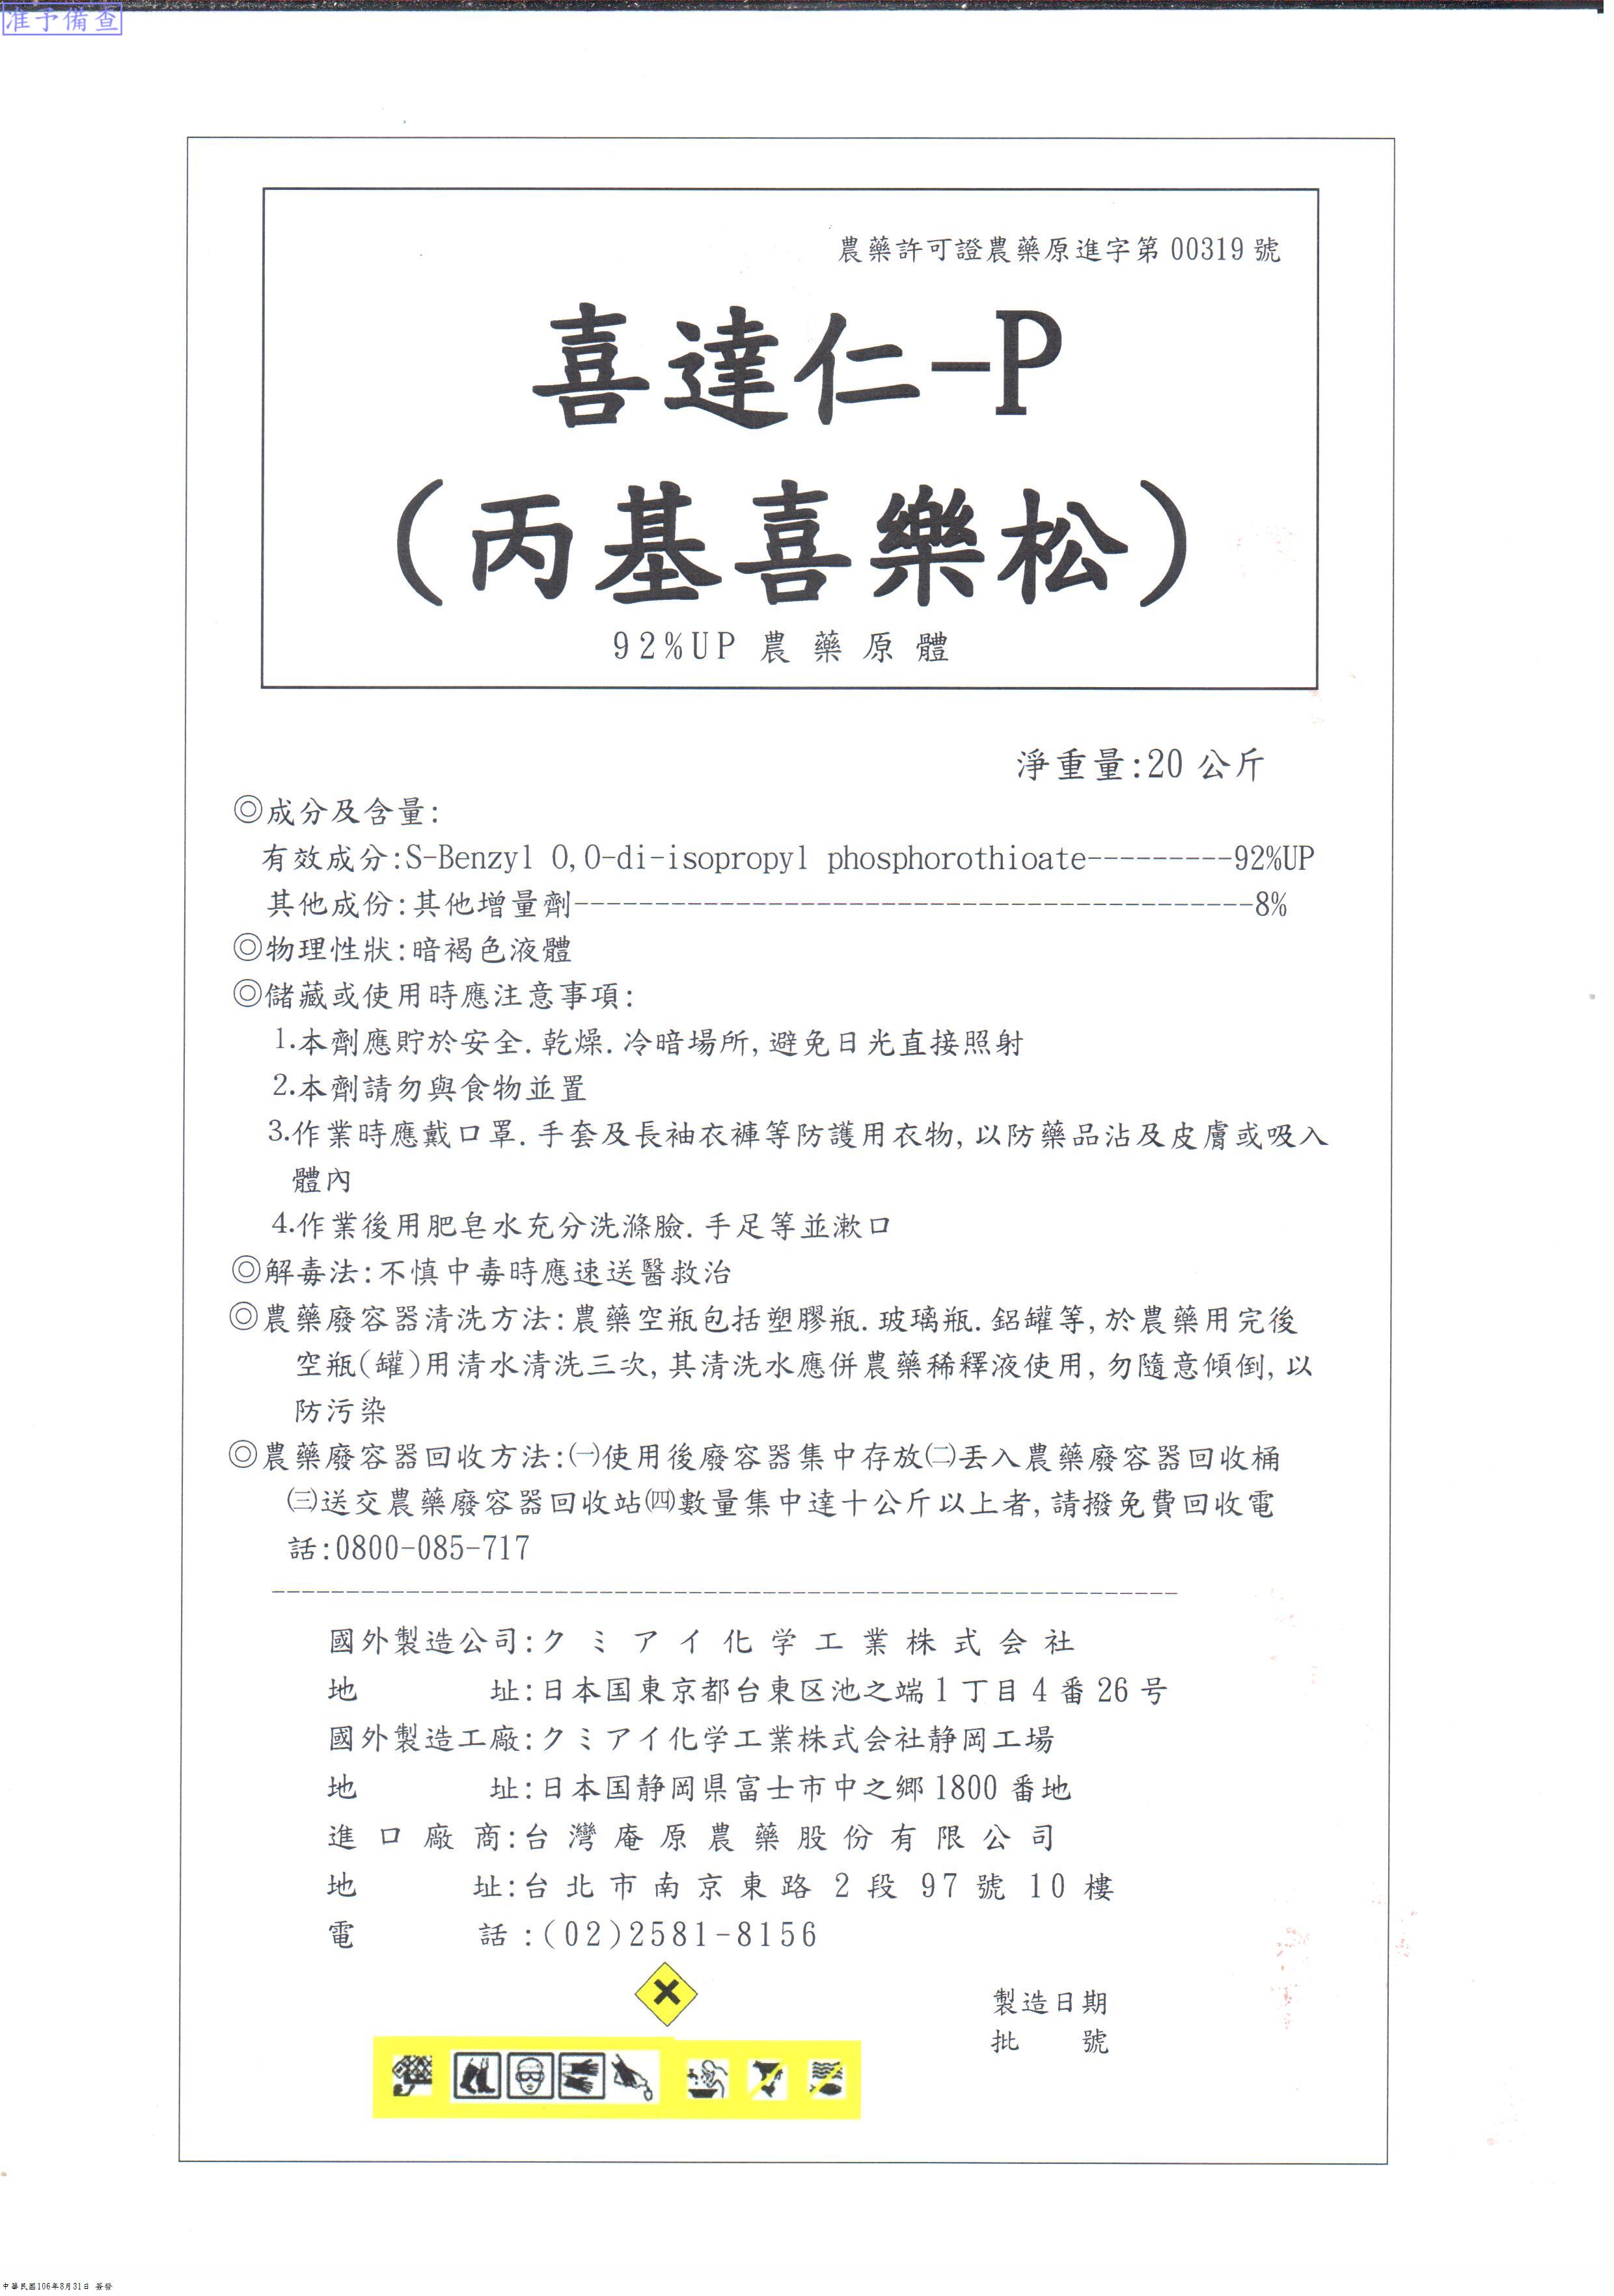 准予備查
農藥許可證農藥原進字第 00319 號
喜達仁-P
(丙基喜樂松)
92%UP 農藥原體
淨重量:20 公斤
◎成分及含量:
有效成分:S-Benzyl O,O-di-isopropyl phosphorothioate---------92%UP
其他成份:其他增量劑------------------------------------------8%
◎物理性狀:暗褐色液體
◎儲藏或使用時應注意事項:
1.本劑應貯於安全.乾燥.冷暗場所,避免日光直接照射
2.本劑請勿與食物並置
3.作業時應戴口罩.手套及長袖衣褲等防護用衣物,以防藥品沾及皮膚或吸入
體內
4.作業後用肥皂水充分洗滌臉.手足等並漱口
◎解毒法:不慎中毒時應速送醫救治
◎農藥廢容器清洗方法:農藥空瓶包括塑膠瓶.玻璃瓶.鋁罐等,於農藥用完後
空瓶(罐)用清水清洗三次,其清洗水應併農藥稀釋液使用,勿隨意傾倒,以
防污染
◎農藥廢容器回收方法:㈠使用後廢容器集中存放㈡丟入農藥廢容器回收桶
㈢送交農藥廢容器回收站㈣數量集中達十公斤以上者,請撥免費回收電
話:0800-085-717
國外製造公司:クミアイ化学工業株式会社
地 址:日本国東京都台東区池之端1丁目4番26号
國外製造工廠:クミアイ化学工業株式会社静岡工場
地 址:日本国静岡県富士市中之郷1800番地
進口廠商:台灣庵原農藥股份有限公司
地 址:台北市南京東路 2 段 97 號 10 樓
電 話:(02)2581-8156
製造日期
批 號
中華民國106年8月31日 簽發